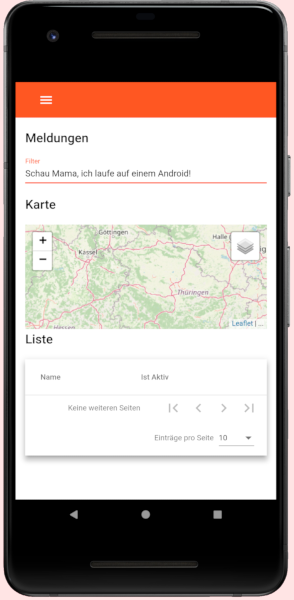 Meldungen
Filter
Schau Mama, ich laufe auf einem Android!
Karte
+
Göttingen
Halle
Kassel
−
Thüringen
Hessen
Leaflet | ...
Liste
Name Ist Aktiv
Keine weiteren Seiten
Einträge pro Seite 10